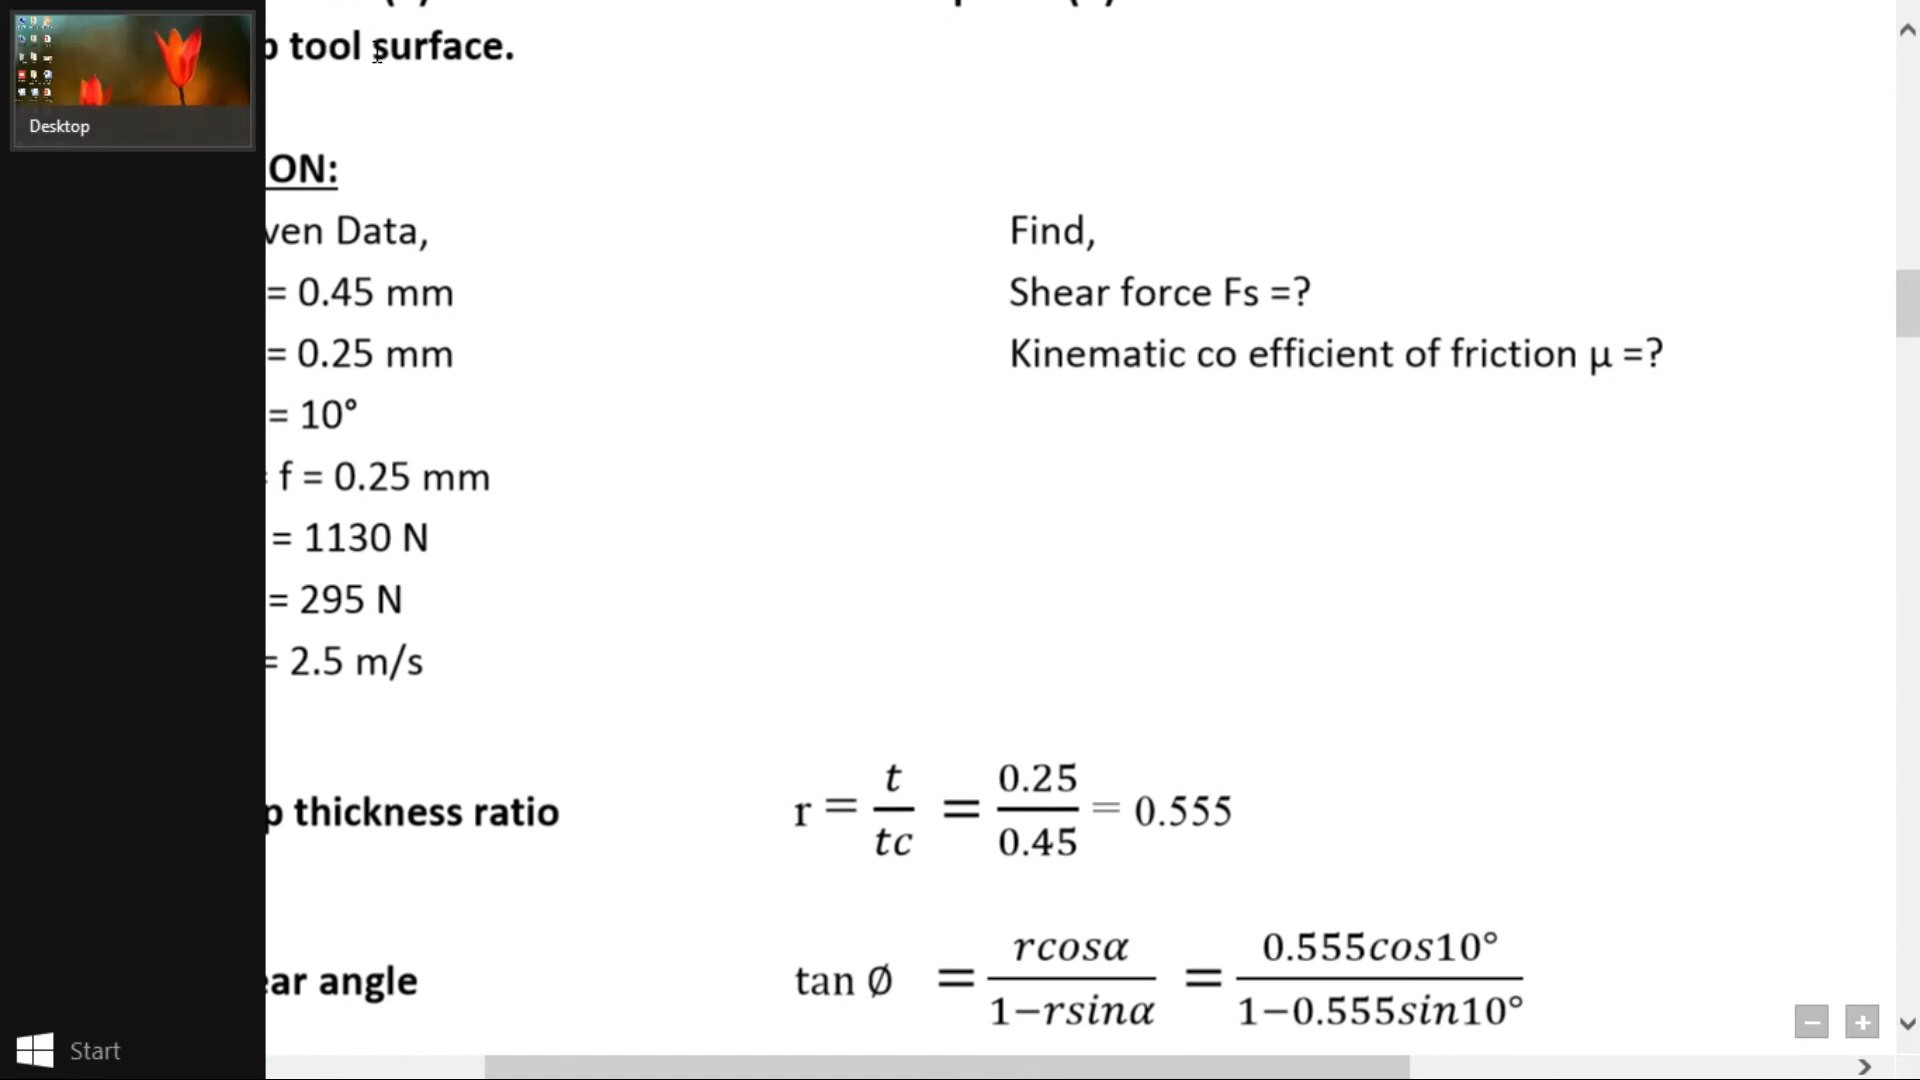 tool surface.
Desktop
ON:
ven Data,
Find,
= 0.45 mm
Shear force Fs =?
= 0.25 mm
Kinematic co efficient of friction μ =?
= 10°
f = 0.25 mm
= 1130 N
= 295 N
= 2.5 m/s
p thickness ratio
r = t/tc = 0.25/0.45 = 0.555
ear angle
tan Ø = rcosα/1−rsinα = 0.555cos10°/1−0.555sin10°
Start